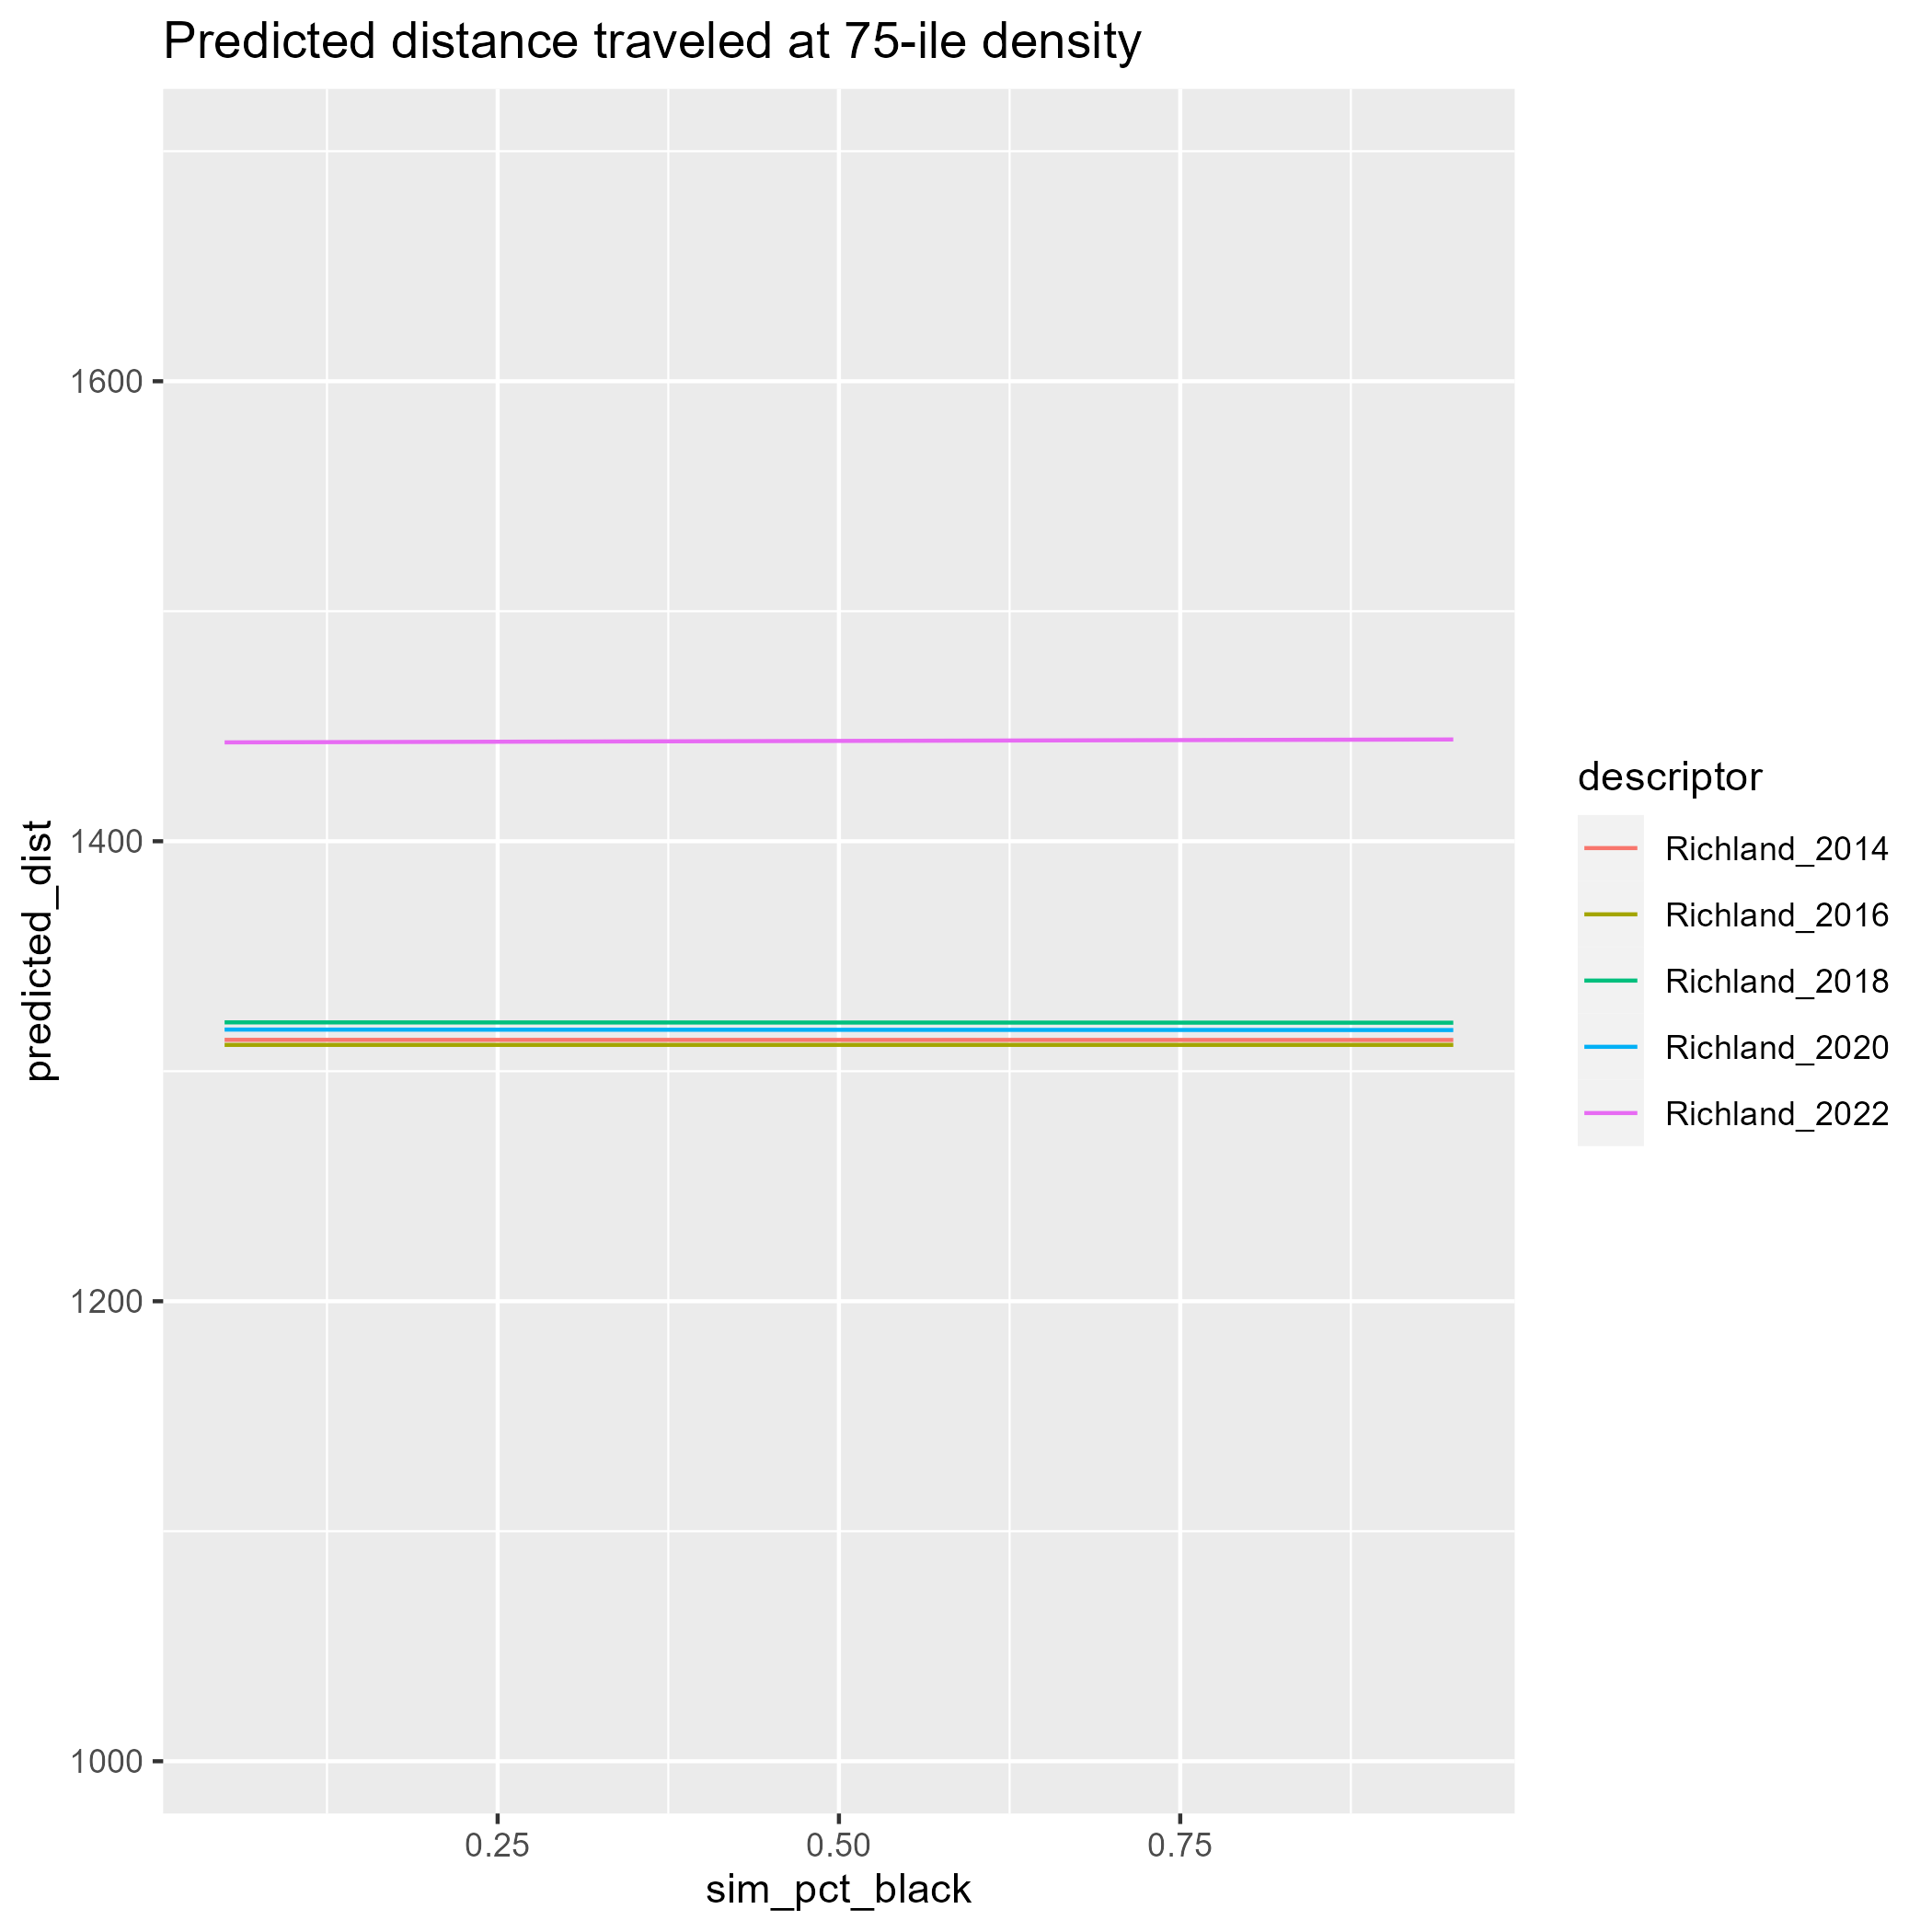 Predicted distance traveled at 75-ile density
predicted_dist
1600
1400
1200
1000
0.25
0.50
0.75
sim_pct_black
descriptor
Richland_2014
Richland_2016
Richland_2018
Richland_2020
Richland_2022